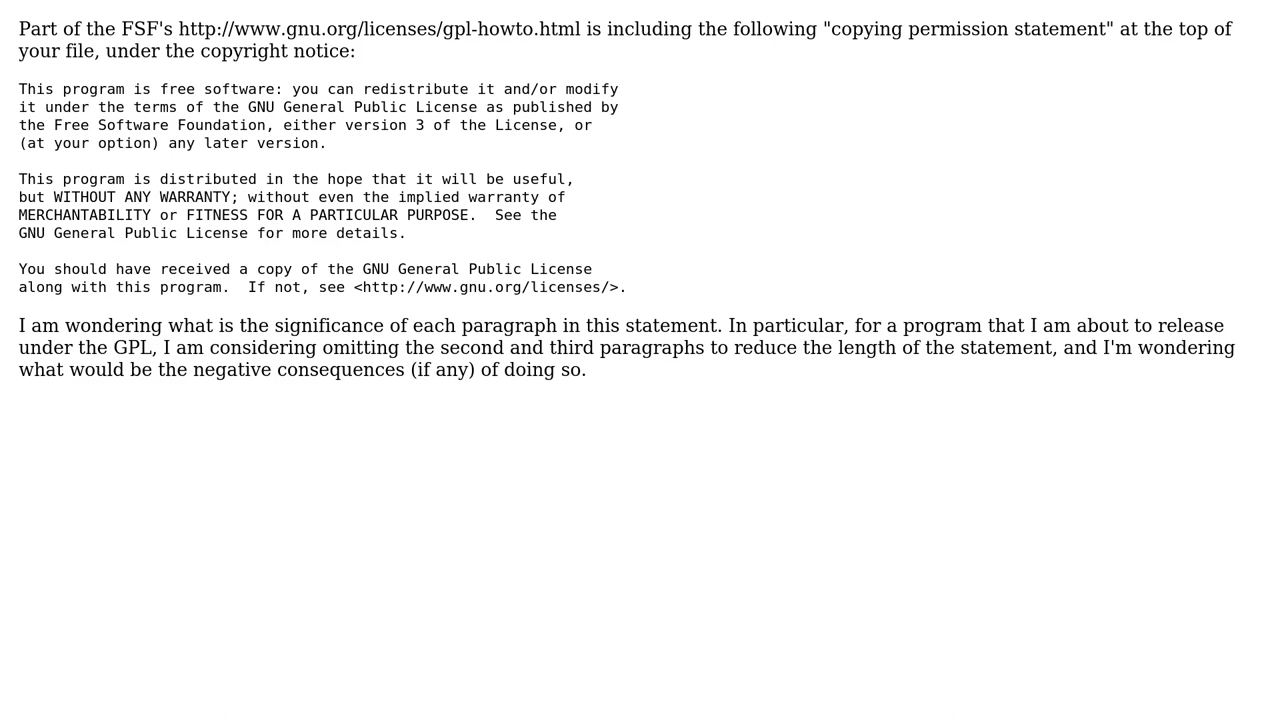 Part of the FSF's http://www.gnu.org/licenses/gpl-howto.html is including the following "copying permission statement" at the top of
your file, under the copyright notice:
This program is free software: you can redistribute it and/or modify
it under the terms of the GNU General Public License as published by
the Free Software Foundation, either version 3 of the License, or
(at your option) any later version.
This program is distributed in the hope that it will be useful,
but WITHOUT ANY WARRANTY; without even the implied warranty of
MERCHANTABILITY or FITNESS FOR A PARTICULAR PURPOSE.  See the
GNU General Public License for more details.
You should have received a copy of the GNU General Public License
along with this program.  If not, see <http://www.gnu.org/licenses/>.
I am wondering what is the significance of each paragraph in this statement. In particular, for a program that I am about to release
under the GPL, I am considering omitting the second and third paragraphs to reduce the length of the statement, and I'm wondering
what would be the negative consequences (if any) of doing so.